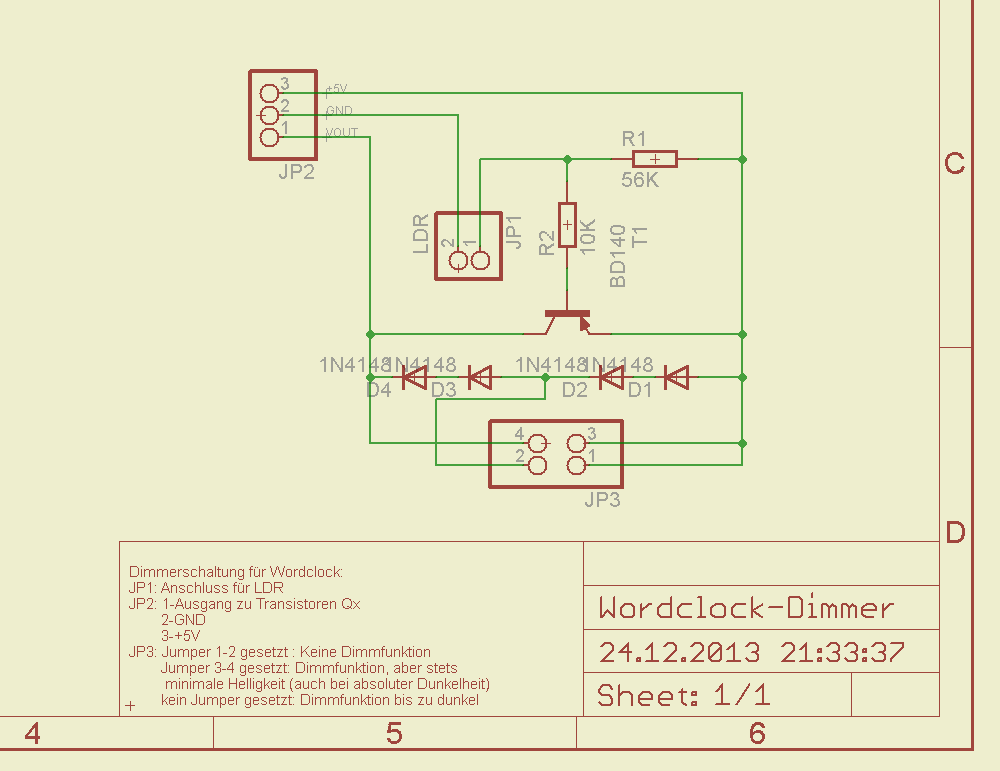 3 +5V
2 GND
1 VOUT
JP2
C
R1
56K
LDR
2
1
JP1
R2
10K
BD140
T1
1N4148
1N4148
1N4148
1N4148
D4
D3
D2
D1
4
3
2
1
JP3
D
Dimmerschaltung für Wordclock:
JP1: Anschluss für LDR
JP2: 1-Ausgang zu Transistoren Qx
2-GND
3-+5V
JP3: Jumper 1-2 gesetzt : Keine Dimmfunktion
Jumper 3-4 gesetzt: Dimmfunktion, aber stets
minimale Helligkeit (auch bei absoluter Dunkelheit)
kein Jumper gesetzt: Dimmfunktion bis zu dunkel
Wordclock-Dimmer
24.12.2013 21:33:37
Sheet: 1/1
4
5
6